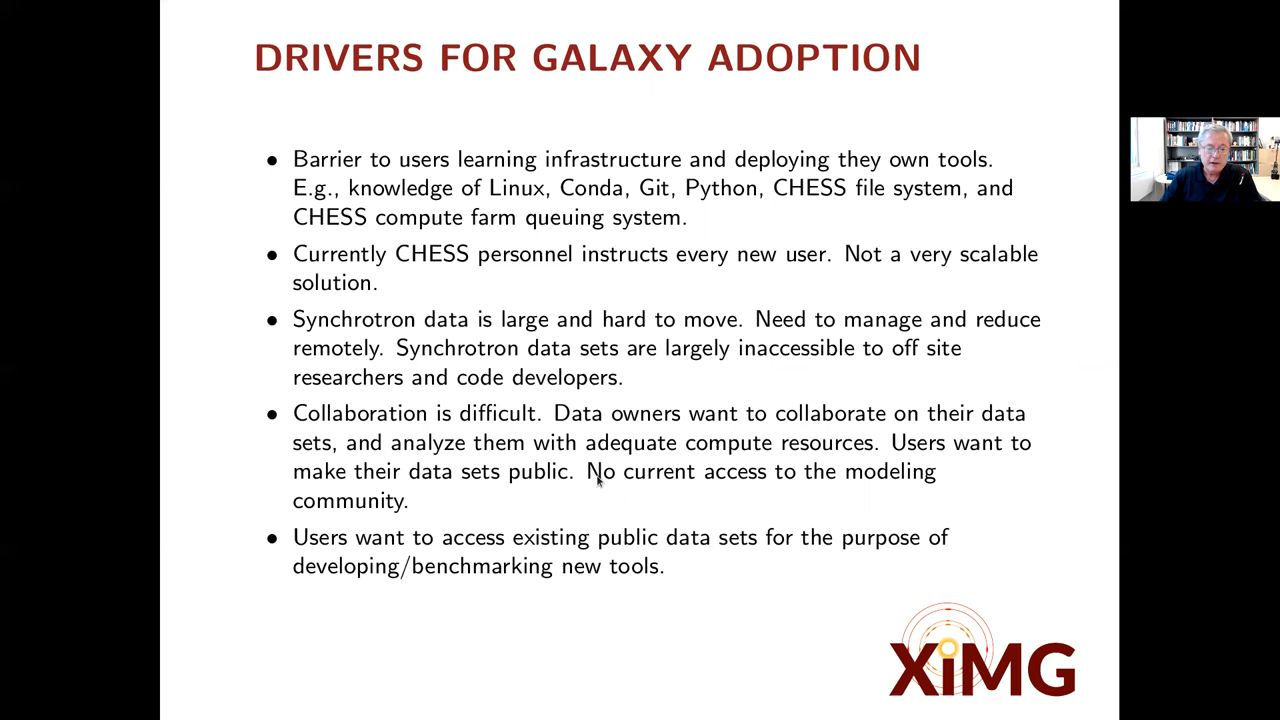 DRIVERS FOR GALAXY ADOPTION
• Barrier to users learning infrastructure and deploying they own tools.
E.g., knowledge of Linux, Conda, Git, Python, CHESS file system, and
CHESS compute farm queuing system.
• Currently CHESS personnel instructs every new user. Not a very scalable
solution.
• Synchrotron data is large and hard to move. Need to manage and reduce
remotely. Synchrotron data sets are largely inaccessible to off site
researchers and code developers.
• Collaboration is difficult. Data owners want to collaborate on their data
sets, and analyze them with adequate compute resources. Users want to
make their data sets public. No current access to the modeling
community.
• Users want to access existing public data sets for the purpose of
developing/benchmarking new tools.
XiMG